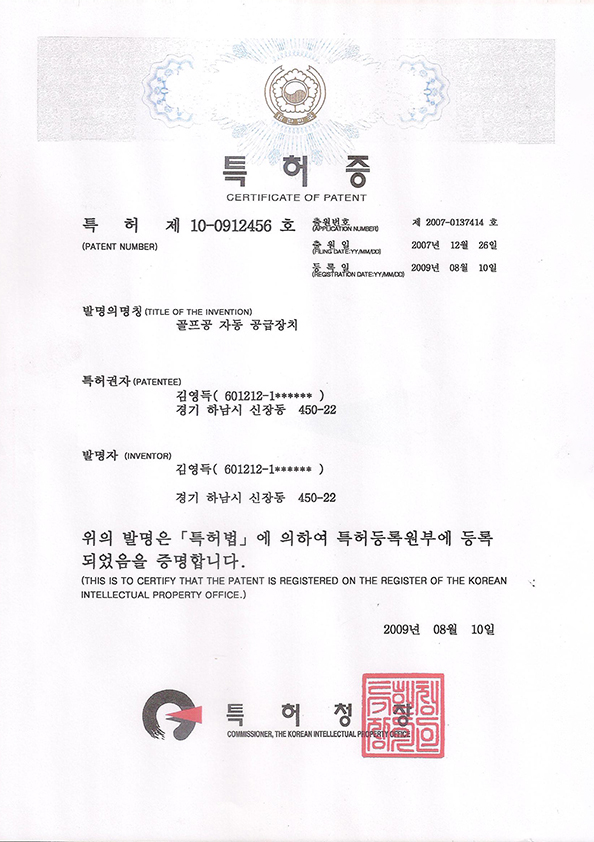 대한민국
특허증
CERTIFICATE OF PATENT
특 허 제 10-0912456 호
(PATENT NUMBER)
출원번호 제 2007-0137414 호
(APPLICATION NUMBER)
출 원 일 2007년 12월 26일
(FILING DATE:YY/MM/DD)
등 록 일 2009년 08월 10일
(REGISTRATION DATE:YY/MM/DD)
발명의명칭 (TITLE OF THE INVENTION)
골프공 자동 공급장치
특허권자 (PATENTEE)
김영득( 601212-1****** )
경기 하남시 신장동 450-22
발명자 (INVENTOR)
김영득( 601212-1****** )
경기 하남시 신장동 450-22
위의 발명은 「특허법」에 의하여 특허등록원부에 등록
되었음을 증명합니다.
(THIS IS TO CERTIFY THAT THE PATENT IS REGISTERED ON THE REGISTER OF THE KOREAN
INTELLECTUAL PROPERTY OFFICE.)
2009년 08월 10일
특 허 청 장
COMMISSIONER, THE KOREAN INTELLECTUAL PROPERTY OFFICE